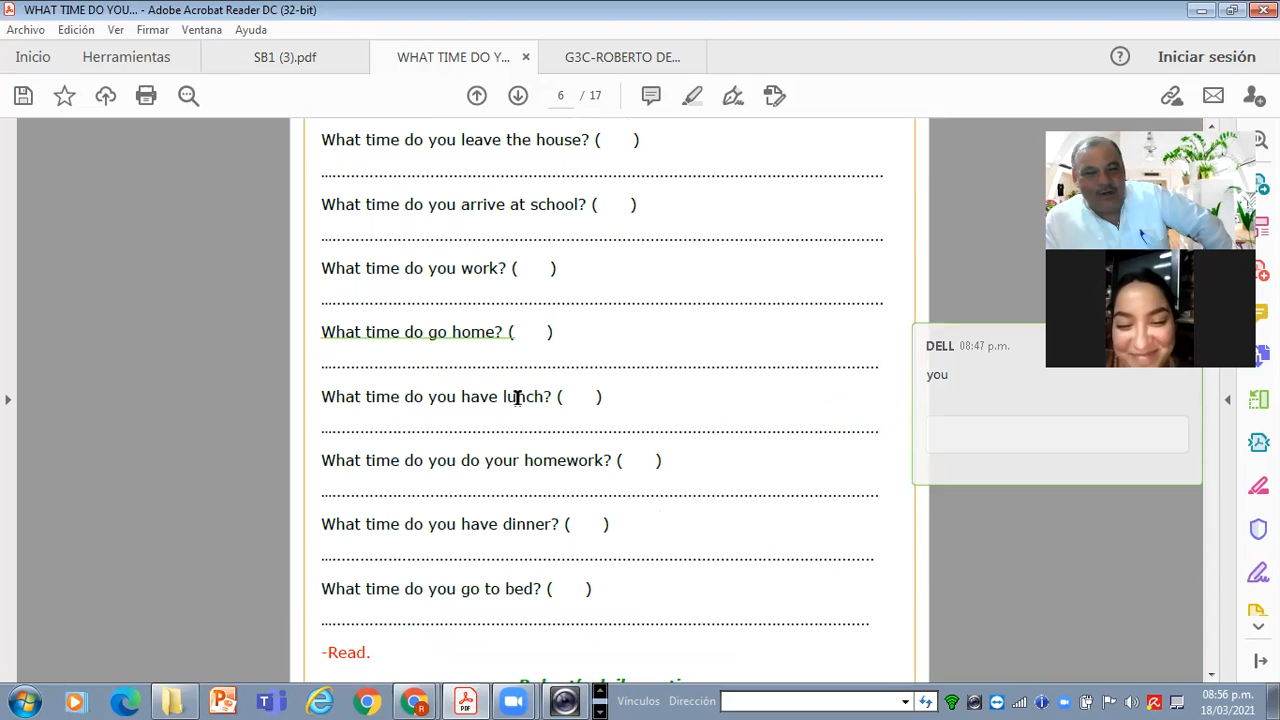 WHAT TIME DO YOU... - Adobe Acrobat Reader DC (32-bit)
Archivo Edición Ver Firmar Ventana Ayuda
Inicio Herramientas SB1 (3).pdf WHAT TIME DO Y... × G3C-ROBERTO DE... Iniciar sesión
6 / 17
What time do you leave the house? ( )
What time do you arrive at school? ( )
What time do you work? ( )
What time do go home? ( )
DELL 08:47 p.m.
you
What time do you have lunch? ( )
What time do you do your homework? ( )
What time do you have dinner? ( )
What time do you go to bed? ( )
-Read.
Vínculos Dirección
08:56 p.m.
18/03/2021